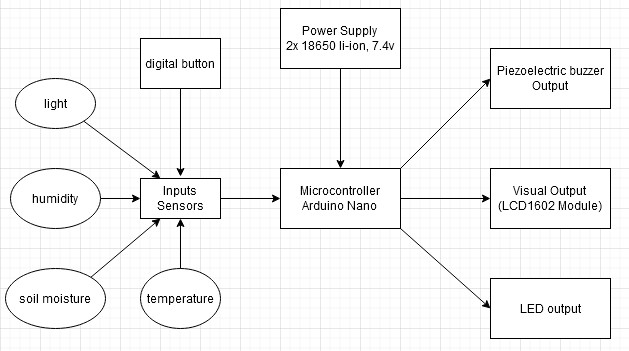 Power Supply
2x 18650 li-ion, 7.4v
digital button
Piezoelectric buzzer
Output
light
humidity
Inputs
Sensors
Microcontroller
Arduino Nano
Visual Output
(LCD1602 Module)
soil moisture
temperature
LED output